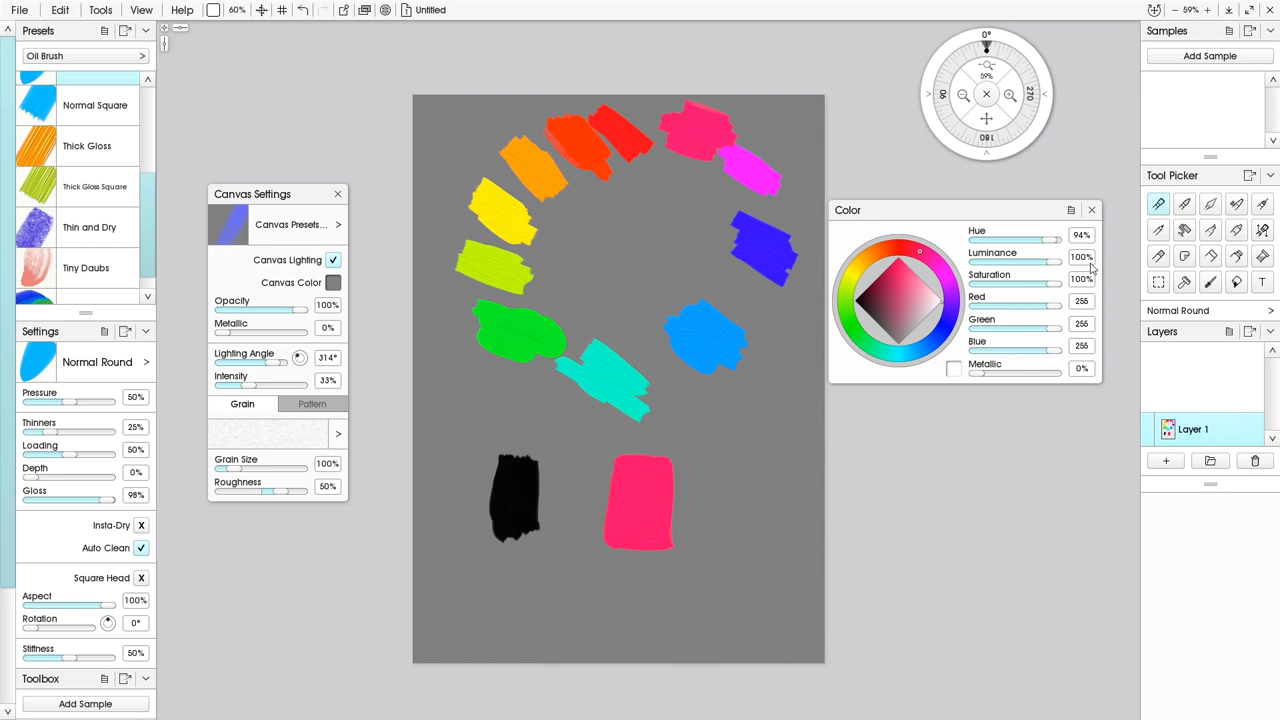 File Edit Tools View Help 60% Untitled 59%
Presets
Oil Brush >
Normal Square
Thick Gloss
Thick Gloss Square
Thin and Dry
Tiny Daubs
Settings
Normal Round >
Pressure 50%
Thinners 25%
Loading 50%
Depth 0%
Gloss 98%
Insta-Dry X
Auto Clean
Square Head X
Aspect 100%
Rotation 0°
Stiffness 50%
Toolbox
Add Sample
Canvas Settings
Canvas Presets... >
Canvas Lighting
Canvas Color
Opacity 100%
Metallic 0%
Lighting Angle 314°
Intensity 33%
Grain Pattern
Grain Size 100%
Roughness 50%
0°
59%
90
270
180
Color
Hue 94%
Luminance 100%
Saturation 100%
Red 255
Green 255
Blue 255
Metallic 0%
Samples
Add Sample
Tool Picker
T
Normal Round >
Layers
Layer 1